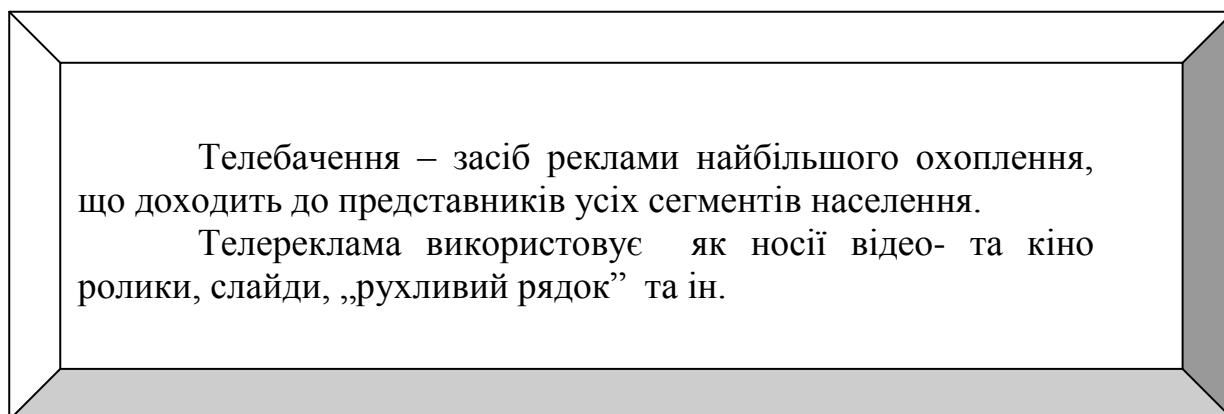 Телебачення – засіб реклами найбільшого охоплення,
що доходить до представників усіх сегментів населення.
Телереклама використовує як носії відео- та кіно
ролики, слайди, „рухливий рядок” та ін.